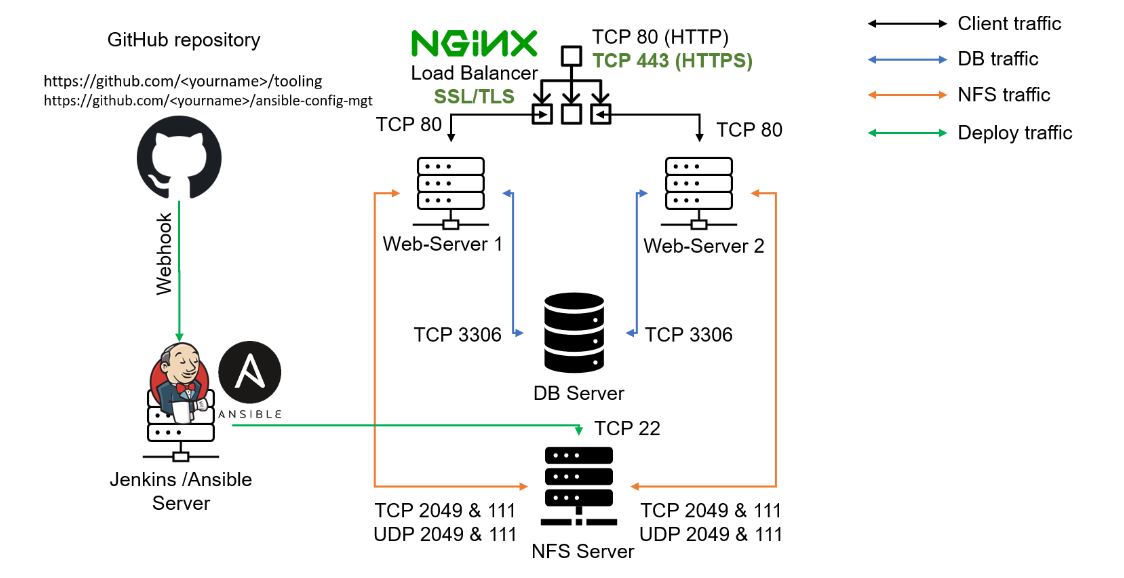 GitHub repository
https://github.com/<yourname>/tooling
https://github.com/<yourname>/ansible-config-mgt
Webhook
ANSIBLE
Jenkins /Ansible
Server
NGINX
Load Balancer
SSL/TLS
TCP 80 (HTTP)
TCP 443 (HTTPS)
TCP 80
TCP 80
Web-Server 1
Web-Server 2
TCP 3306
TCP 3306
DB Server
TCP 22
TCP 2049 & 111
UDP 2049 & 111
TCP 2049 & 111
UDP 2049 & 111
NFS Server
Client traffic
DB traffic
NFS traffic
Deploy traffic